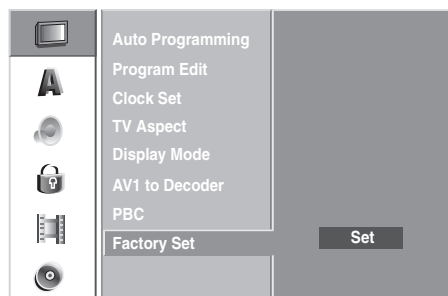 Auto Programming
Program Edit
Clock Set
TV Aspect
Display Mode
AV1 to Decoder
PBC
Factory Set
Set